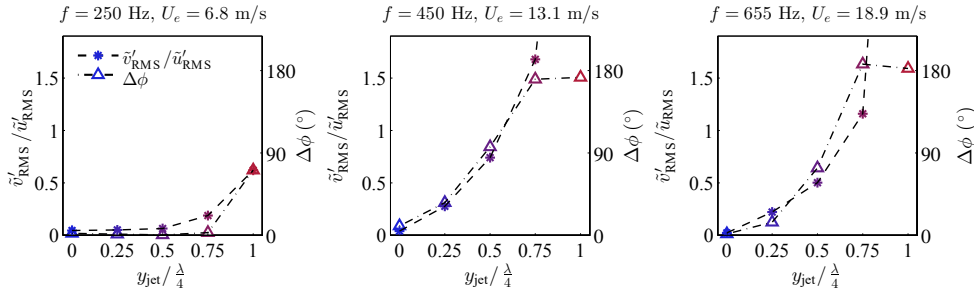 f = 250 Hz, U_e = 6.8 m/s
ṽ′_RMS/ũ′_RMS
Δϕ
ṽ′_RMS/ũ′_RMS
1.5
1
0.5
0
180
90
0
Δϕ (°)
0 0.25 0.5 0.75 1
y_jet/ λ/4
f = 450 Hz, U_e = 13.1 m/s
ṽ′_RMS/ũ′_RMS
1.5
1
0.5
0
180
90
0
Δϕ (°)
0 0.25 0.5 0.75 1
y_jet/ λ/4
f = 655 Hz, U_e = 18.9 m/s
ṽ′_RMS/ũ′_RMS
1.5
1
0.5
0
180
90
0
Δϕ (°)
0 0.25 0.5 0.75 1
y_jet/ λ/4